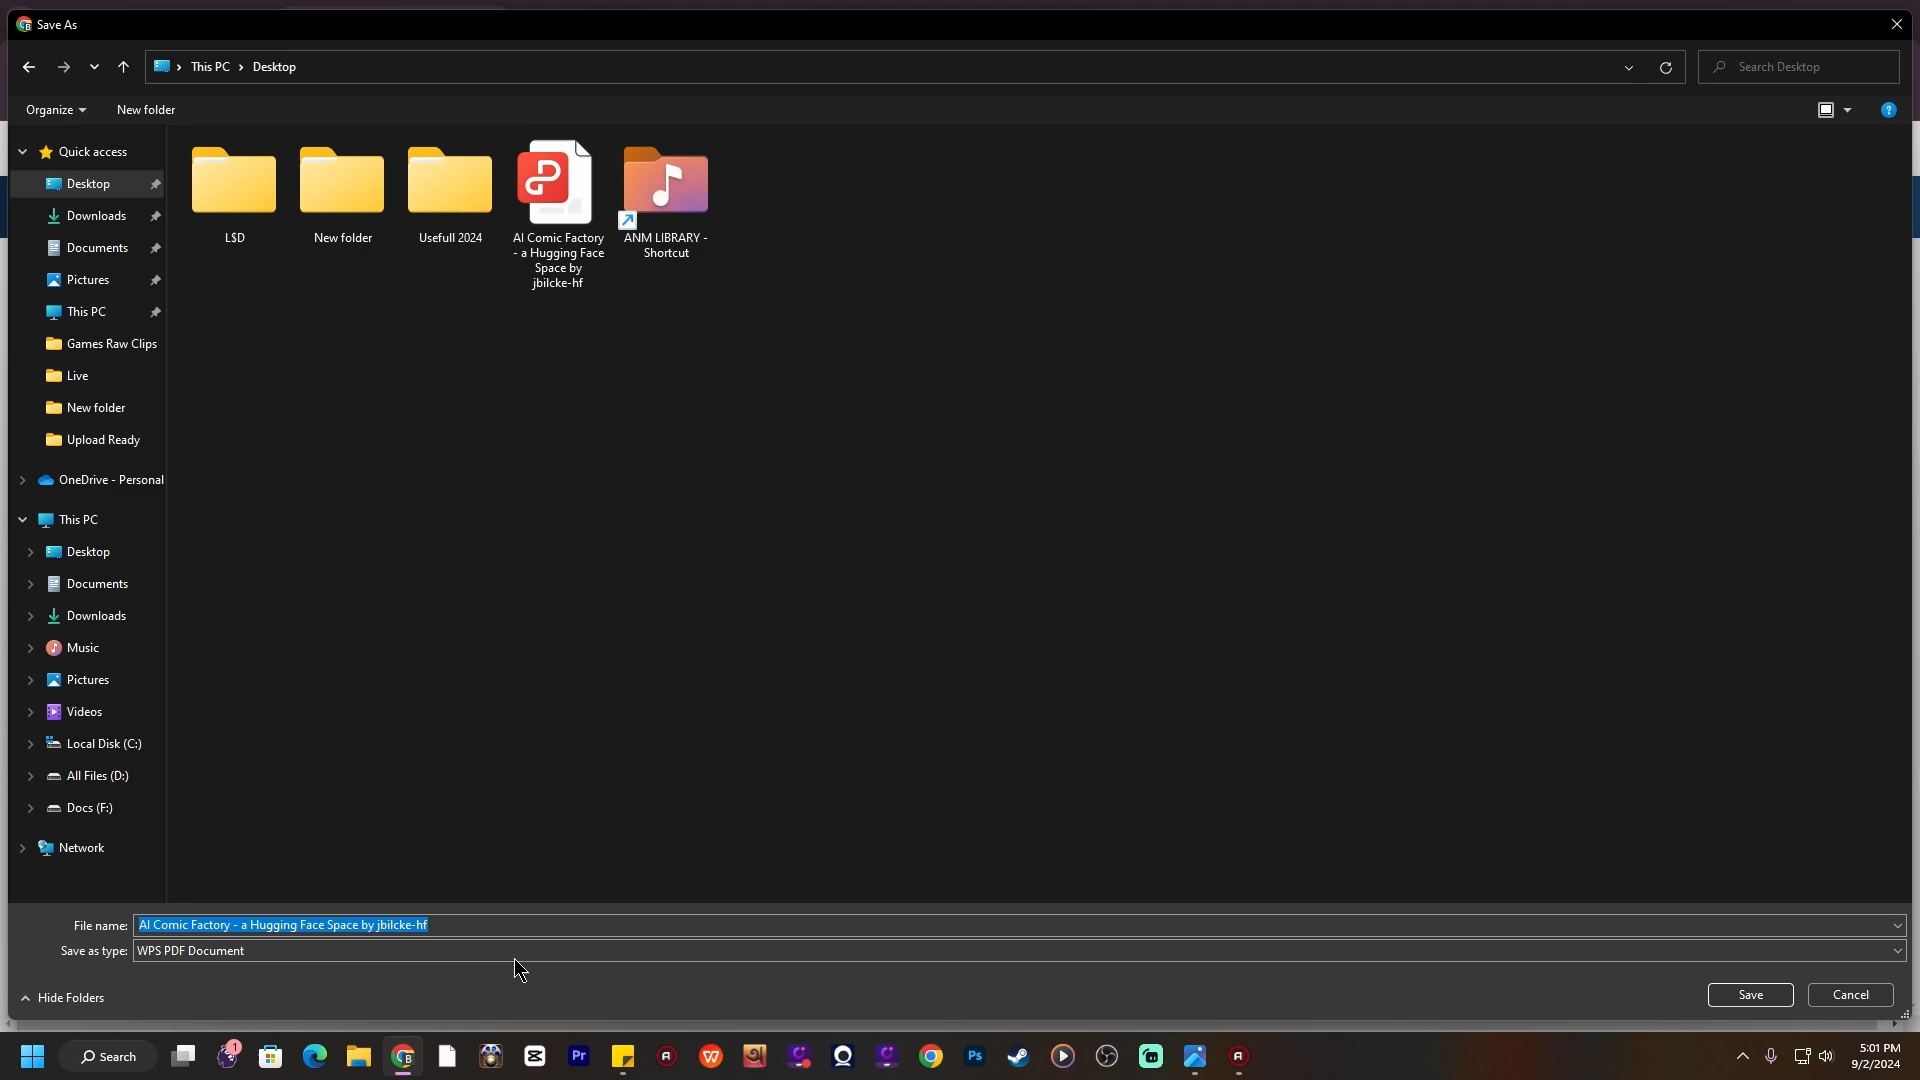 Save As
This PC
Desktop
Search Desktop
Organize
New folder
Quick access
Desktop
Downloads
Documents
Pictures
This PC
Games Raw Clips
Live
New folder
Upload Ready
OneDrive - Personal
This PC
Desktop
Documents
Downloads
Music
Pictures
Videos
Local Disk (C:)
All Files (D:)
Docs (F:)
Network
L$D
New folder
Usefull 2024
AI Comic Factory
- a Hugging Face
Space by
jbilcke-hf
ANM LIBRARY -
Shortcut
File name:
AI Comic Factory - a Hugging Face Space by jbilcke-hf
Save as type:
WPS PDF Document
Hide Folders
Save
Cancel
Search
1
Pr
Ps
5:01 PM
9/2/2024